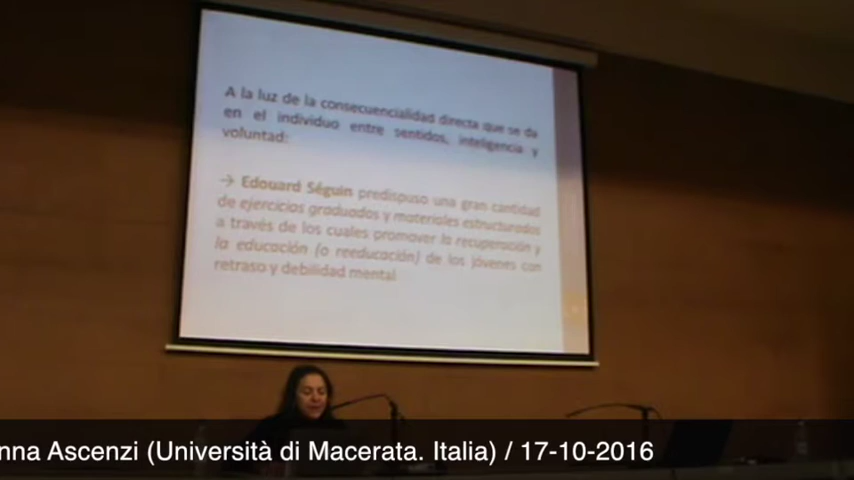 A la luz de la consecuencialidad directa que se da
en el individuo entre sentidos, inteligencia y
voluntad:
→ Edouard Séguin predispuso una gran cantidad
de ejercicios graduados y materiales estructurados
a través de los cuales promover la recuperación y
la educación (o reeducación) de los jóvenes con
retraso y debilidad mental
nna Ascenzi (Università di Macerata. Italia) / 17-10-2016